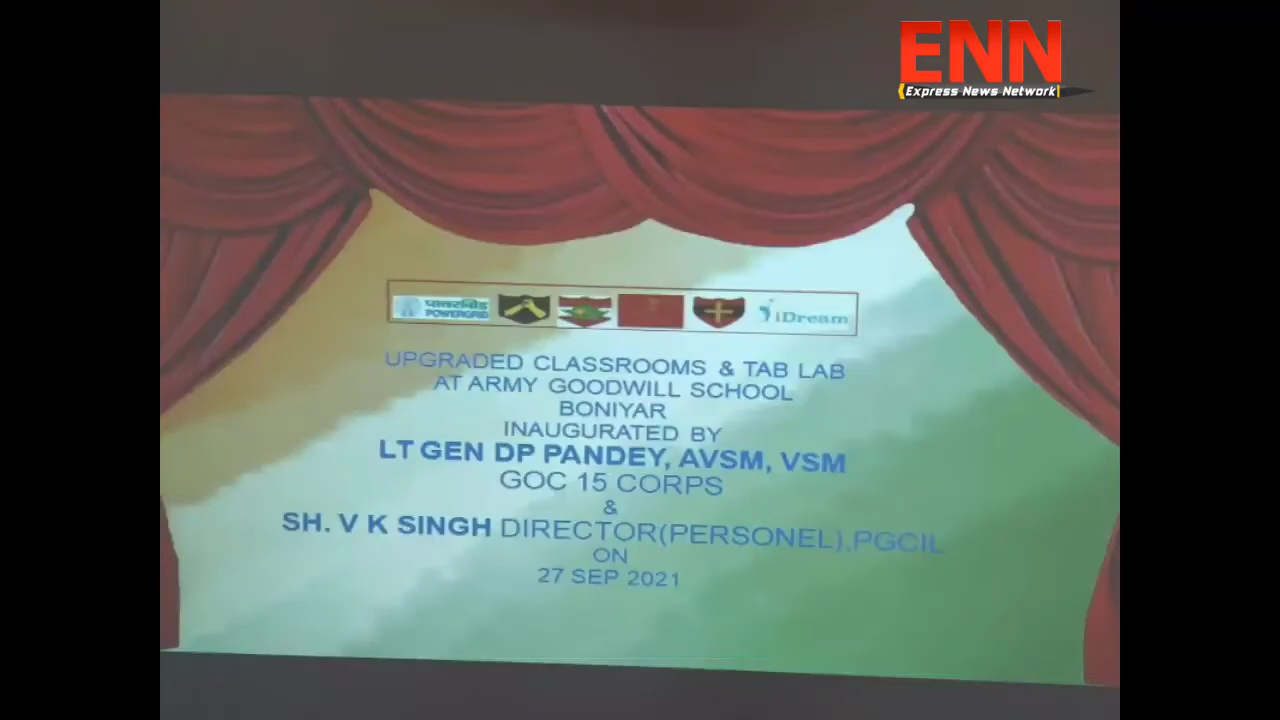 ENN
Express News Network
पावरग्रिड
POWERGRID
iDream
UPGRADED CLASSROOMS & TAB LAB
AT ARMY GOODWILL SCHOOL
BONIYAR
INAUGURATED BY
LT GEN DP PANDEY, AVSM, VSM
GOC 15 CORPS
&
SH. V K SINGH DIRECTOR(PERSONEL),PGCIL
ON
27 SEP 2021